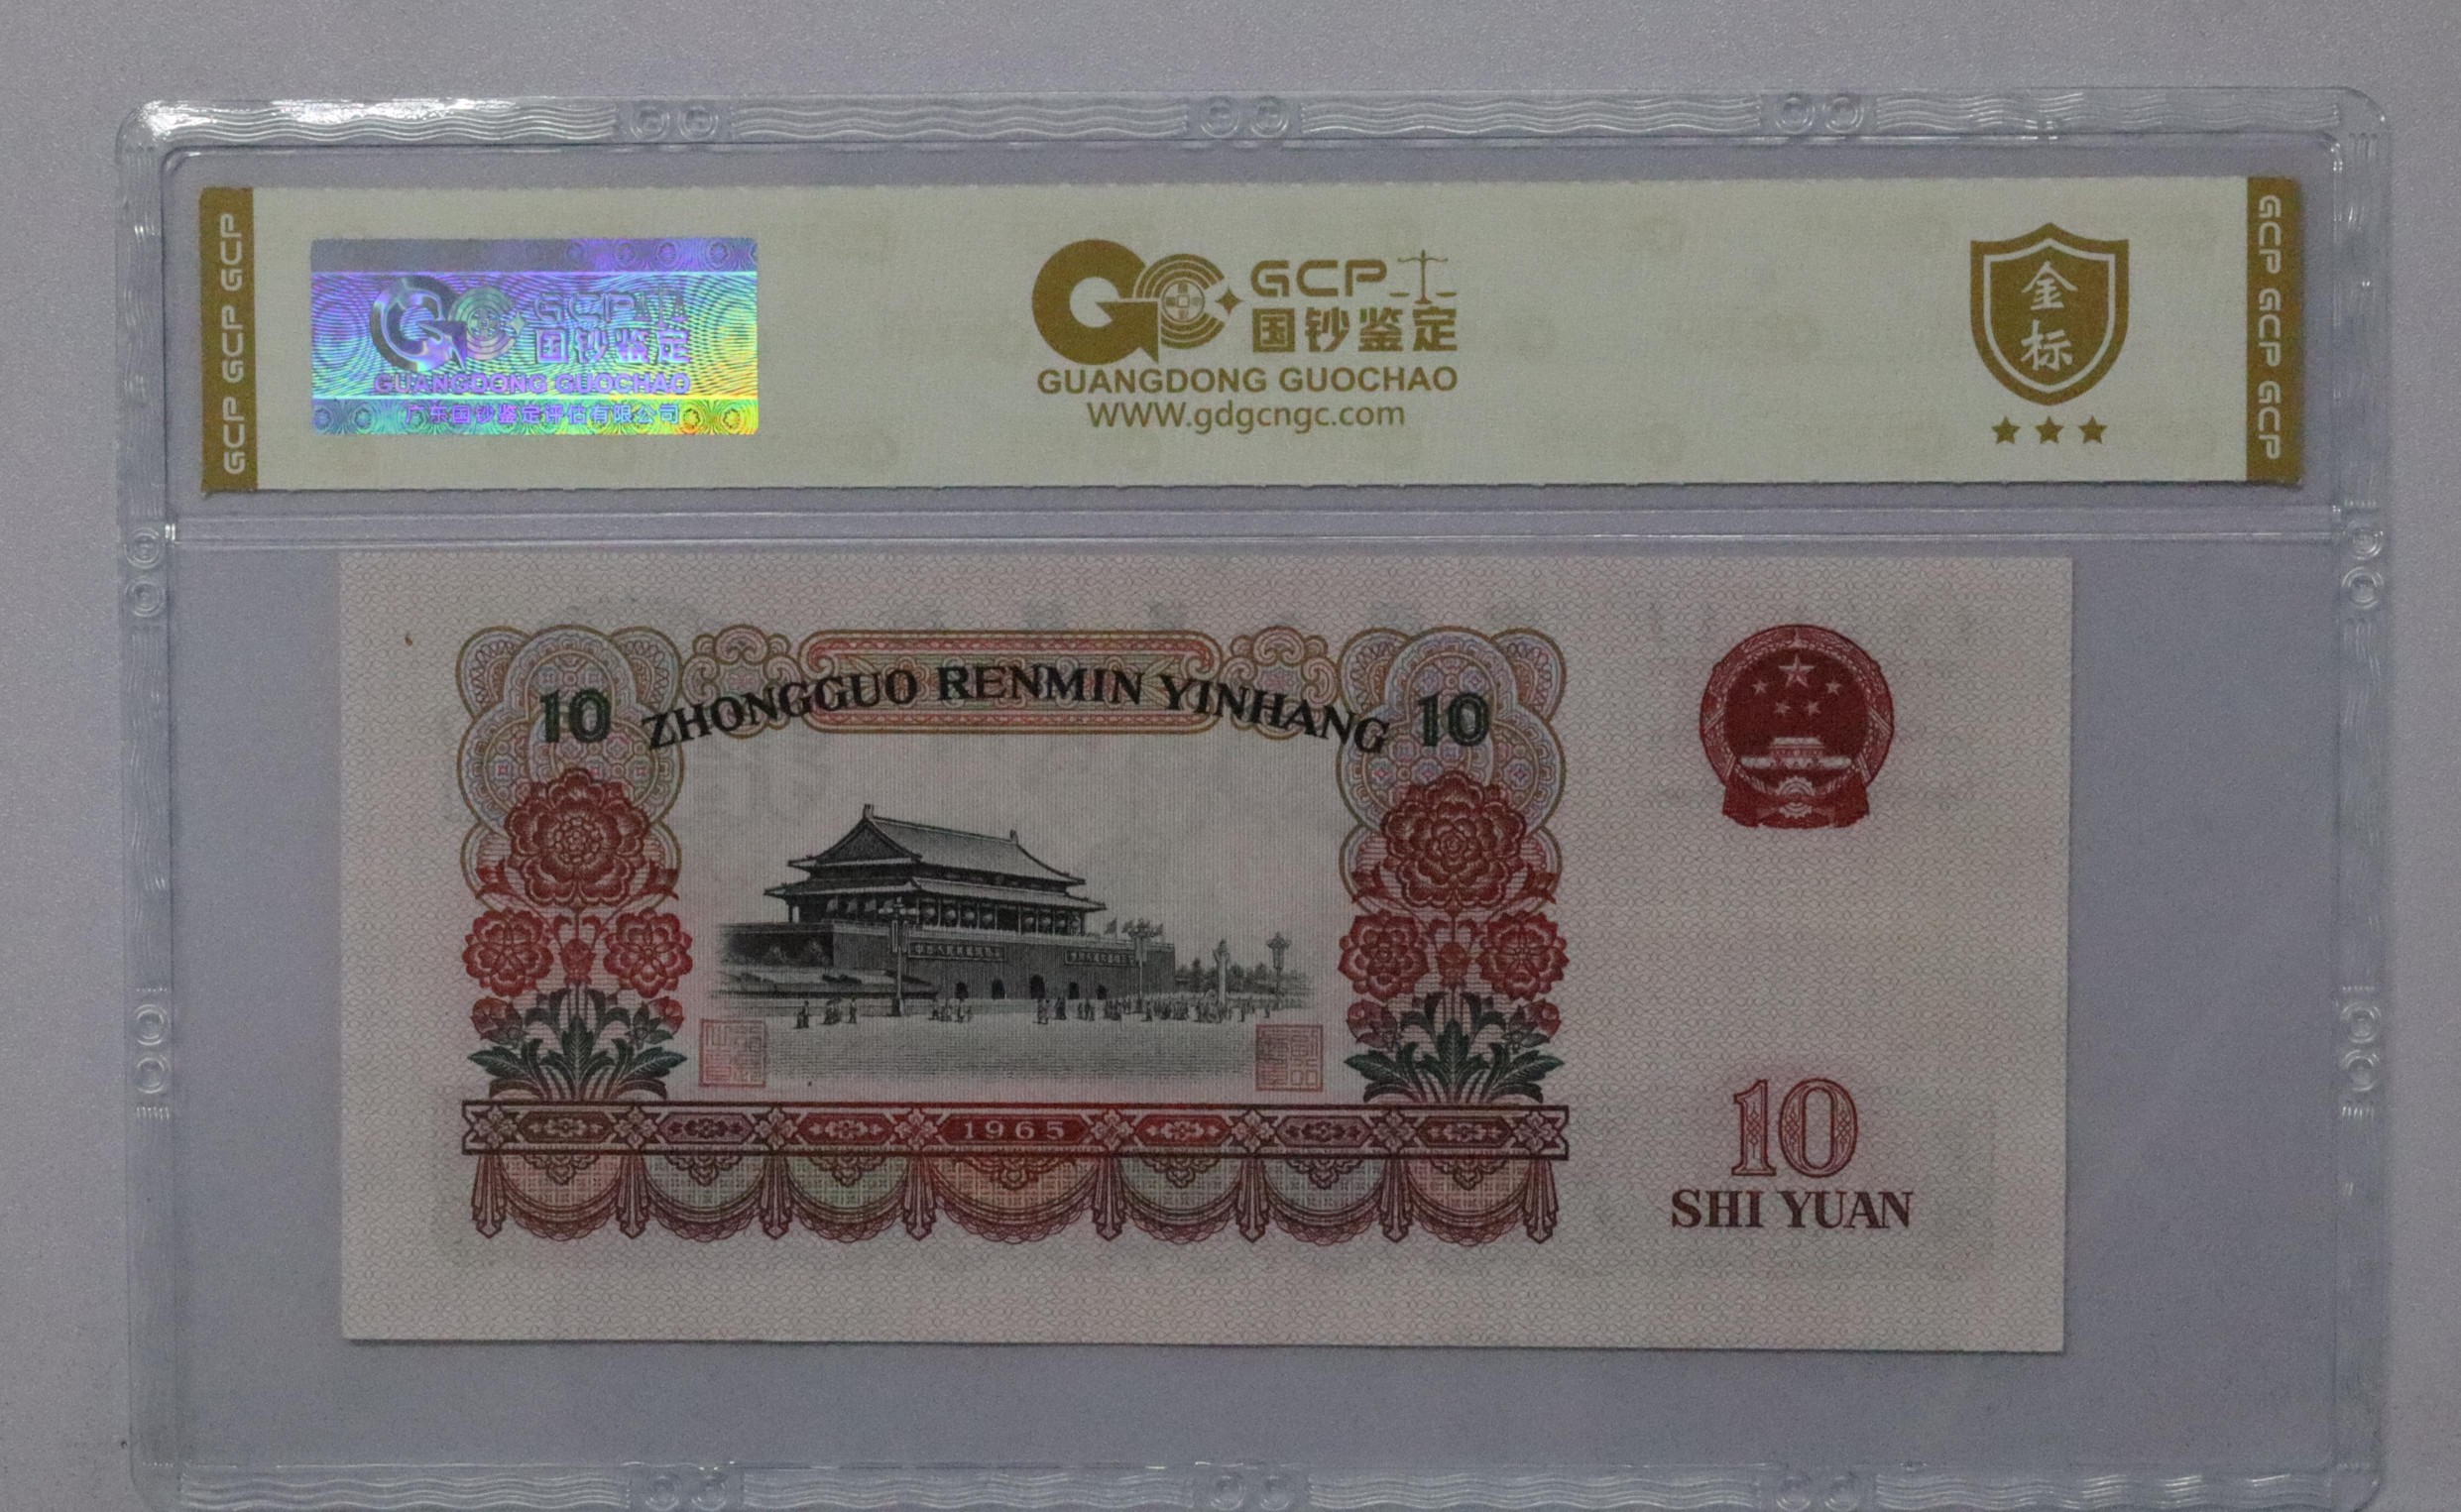 GCP GCP GCP
GCP
国钞鉴定
GUANGDONG GUOCHAO
广东国钞鉴定评估有限公司
GCP
国钞鉴定
GUANGDONG GUOCHAO
WWW.gdgcngc.com
金
标
GCP GCP GCP
10 ZHONGGUO RENMIN YINHANG 10
1965
10
SHI YUAN